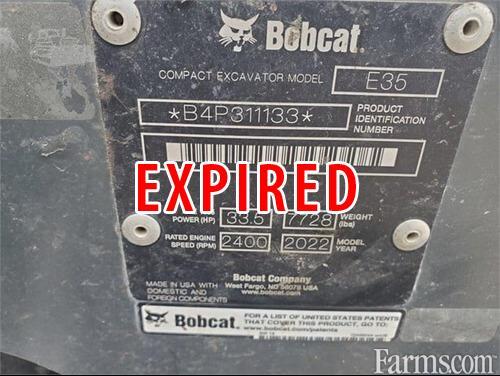 Bobcat
COMPACT EXCAVATOR MODEL E35
*B4P311133* PRODUCT IDENTIFICATION NUMBER
EXPIRED
POWER (HP) 33.5 7728 WEIGHT (lbs)
RATED ENGINE SPEED (RPM) 2400 2022 MODEL YEAR
Bobcat Company
West Fargo, ND 58078 USA
www.bobcat.com
MADE IN USA WITH
DOMESTIC AND
FOREIGN COMPONENTS
Bobcat
FOR A LIST OF UNITED STATES PATENTS
THAT COVER THIS PRODUCT, GO TO:
www.bobcat.com/patents
Farms.com